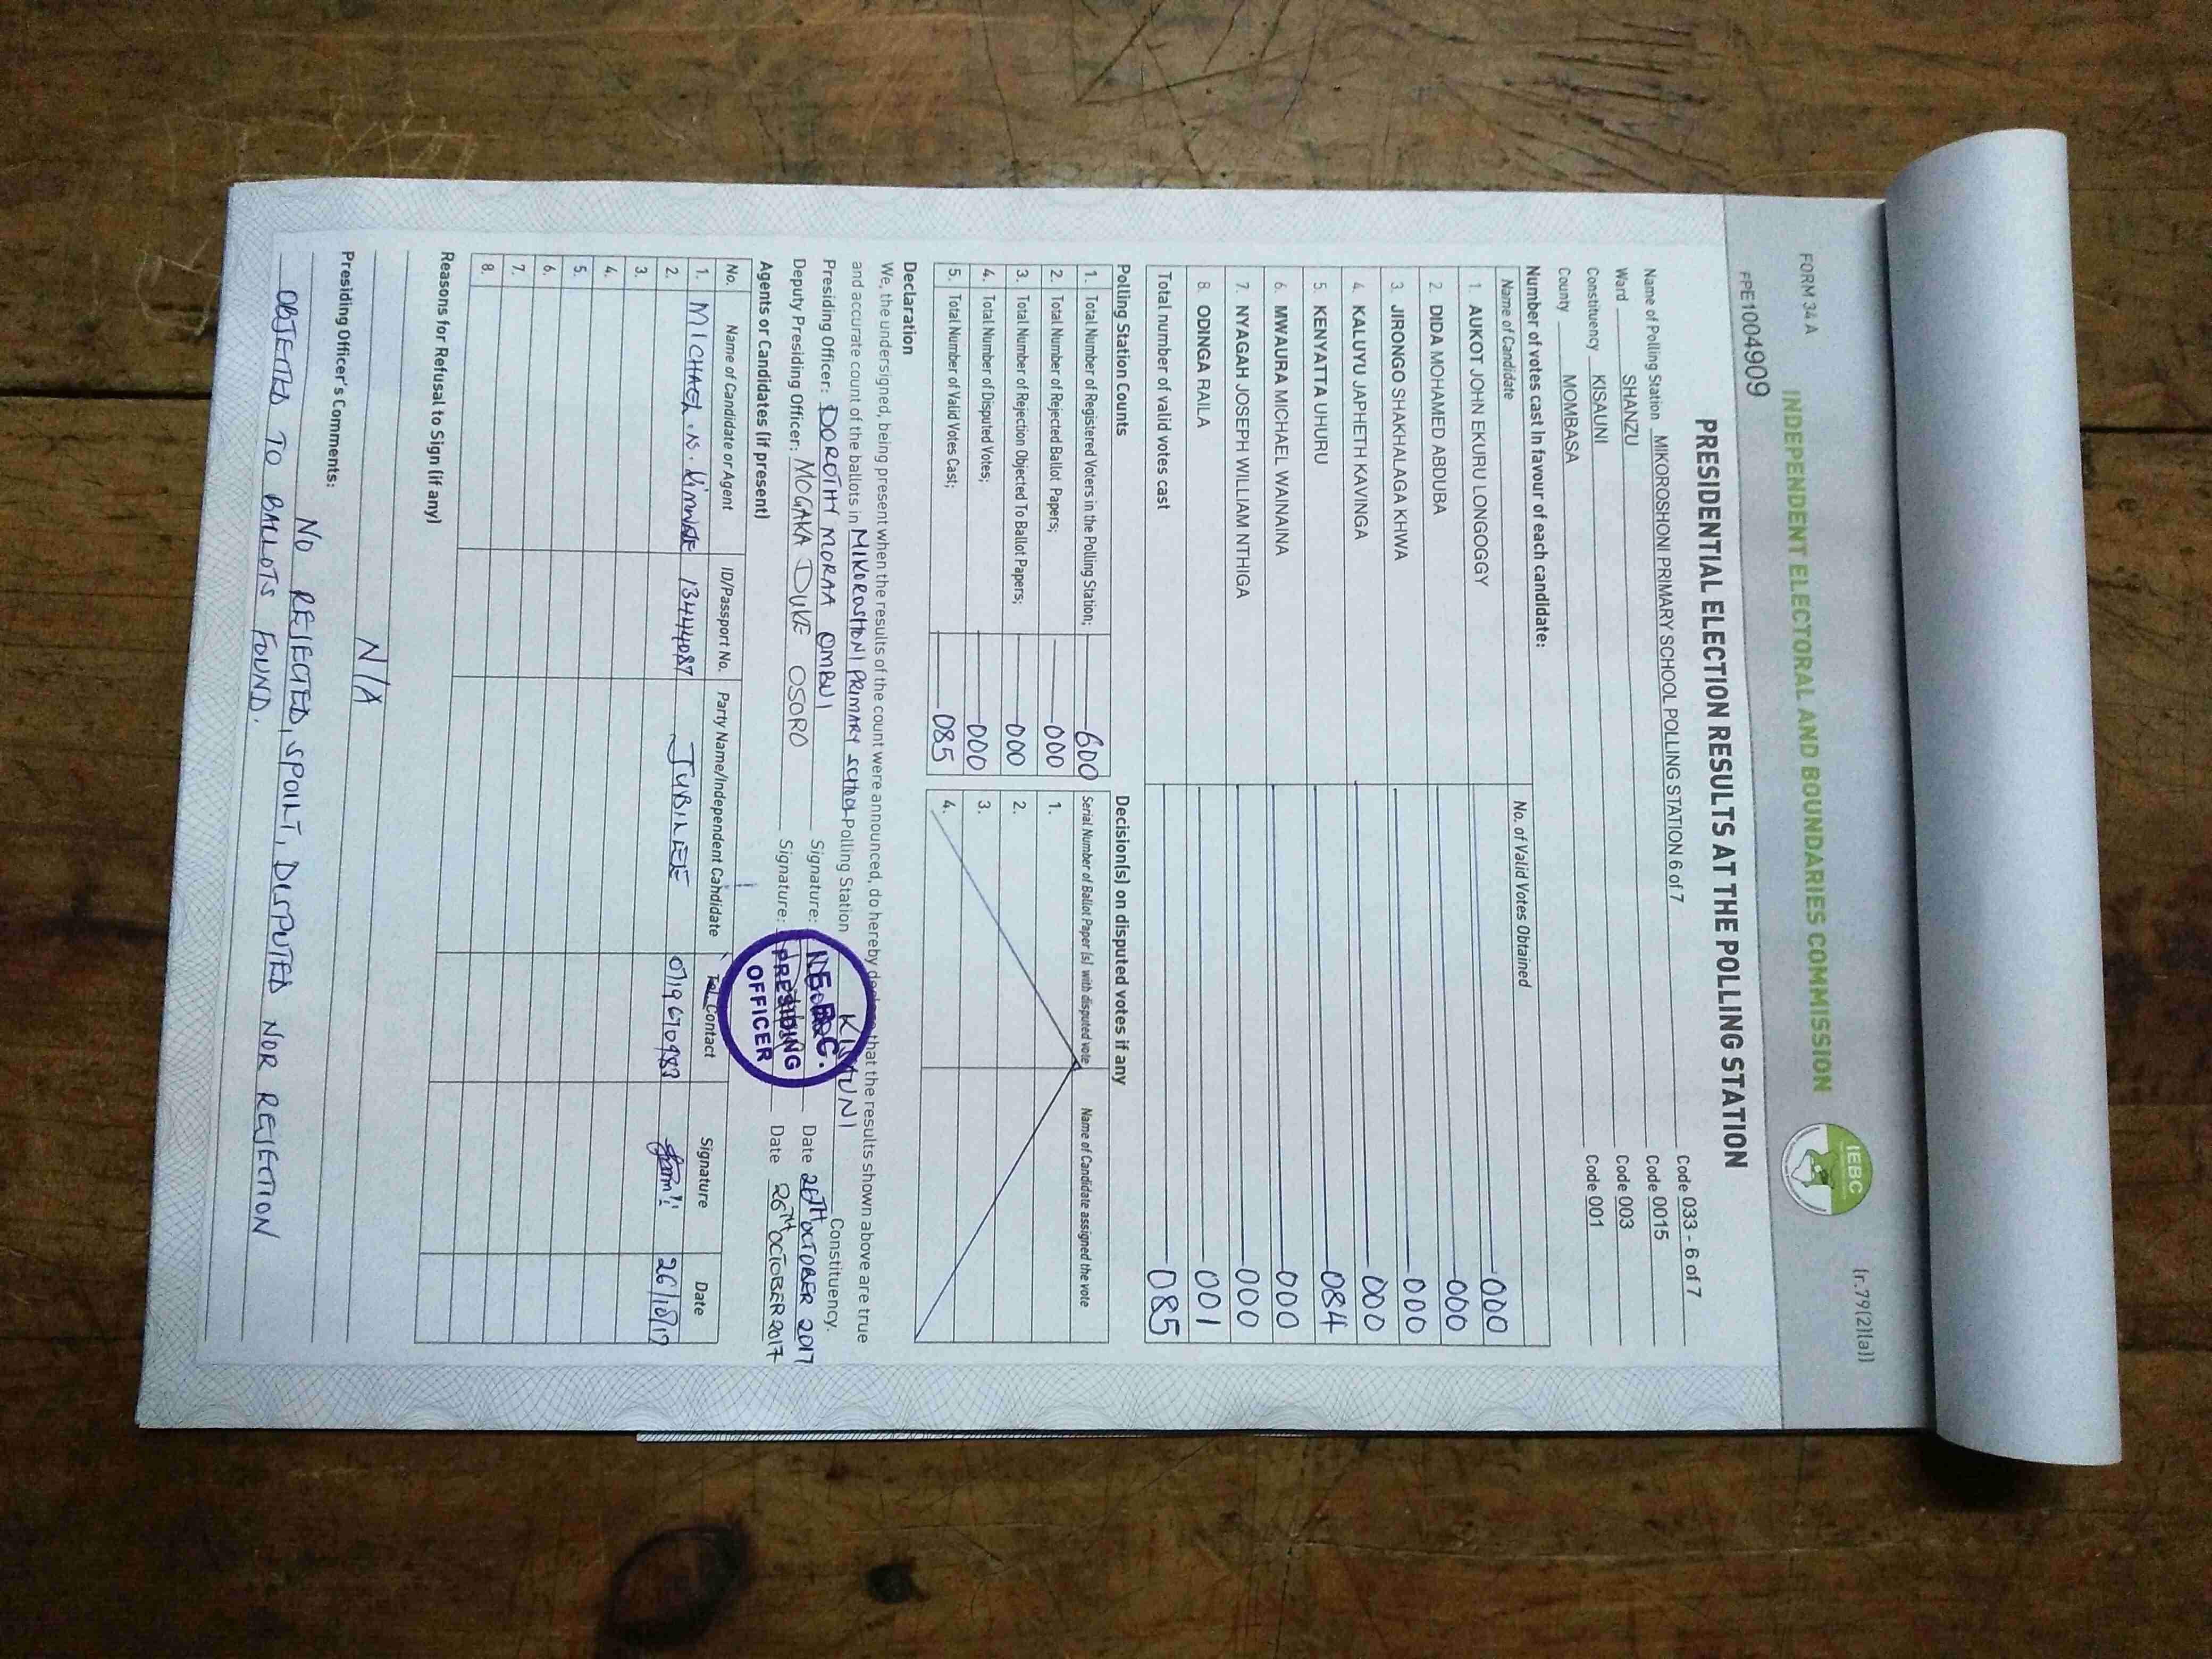 FORM 34 A
(r.79(2)(a))
INDEPENDENT ELECTORAL AND BOUNDARIES COMMISSION
IEBC
FPE1004909
PRESIDENTIAL ELECTION RESULTS AT THE POLLING STATION
Name of Polling Station MIKOROSHONI PRIMARY SCHOOL POLLING STATION 6 of 7 Code 033 - 6 of 7
Ward SHANZU Code 0015
Constituency KISAUNI Code 003
County MOMBASA Code 001
Number of votes cast in favour of each candidate:
Name of Candidate No. of Valid Votes Obtained
1. AUKOT JOHN EKURU LONGOGGY 000
2. DIDA MOHAMED ABDUBA 000
3. JIRONGO SHAKHALAGA KHWA 000
4. KALUYU JAPHETH KAVINGA 000
5. KENYATTA UHURU 084
6. MWAURA MICHAEL WAINAINA 000
7. NYAGAH JOSEPH WILLIAM NTHIGA 000
8. ODINGA RAILA 001
Total number of valid votes cast 085
Polling Station Counts
1. Total Number of Registered Voters in the Polling Station; 600
2. Total Number of Rejected Ballot Papers; 000
3. Total Number of Rejection Objected To Ballot Papers; 000
4. Total Number of Disputed Votes; 000
5. Total Number of Valid Votes Cast; 085
Decision(s) on disputed votes if any
Serial Number of Ballot Paper (s) with disputed vote Name of Candidate assigned the vote
1.
2.
3.
4.
Declaration
We, the undersigned, being present when the results of the count were announced, do hereby declare that the results shown above are true
and accurate count of the ballots in MIKOROSHONI PRIMARY SCHOOL Polling Station KISAUNI Constituency.
Presiding Officer: DOROTHY MORAA OMBUI Signature: Date 26TH OCTOBER 2017
Deputy Presiding Officer: MOGAKA DUKE OSORO Signature: Date 26TH OCTOBER 2017
I.E.B.C.
PRESIDING
OFFICER
Agents or Candidates (if present)
No. Name of Candidate or Agent ID/Passport No. Party Name/Independent Candidate Tel. Contact Signature Date
1. MICHAEL .N. 13444087 JUBILEE 0719670983 26/10/17
2.
3.
4.
5.
6.
7.
8.
Reasons for Refusal to Sign (if any)
N/A
Presiding Officer's Comments:
NO REJECTED, SPOILT, DISPUTED NOR REJECTION
OBJECTED TO BALLOTS FOUND.